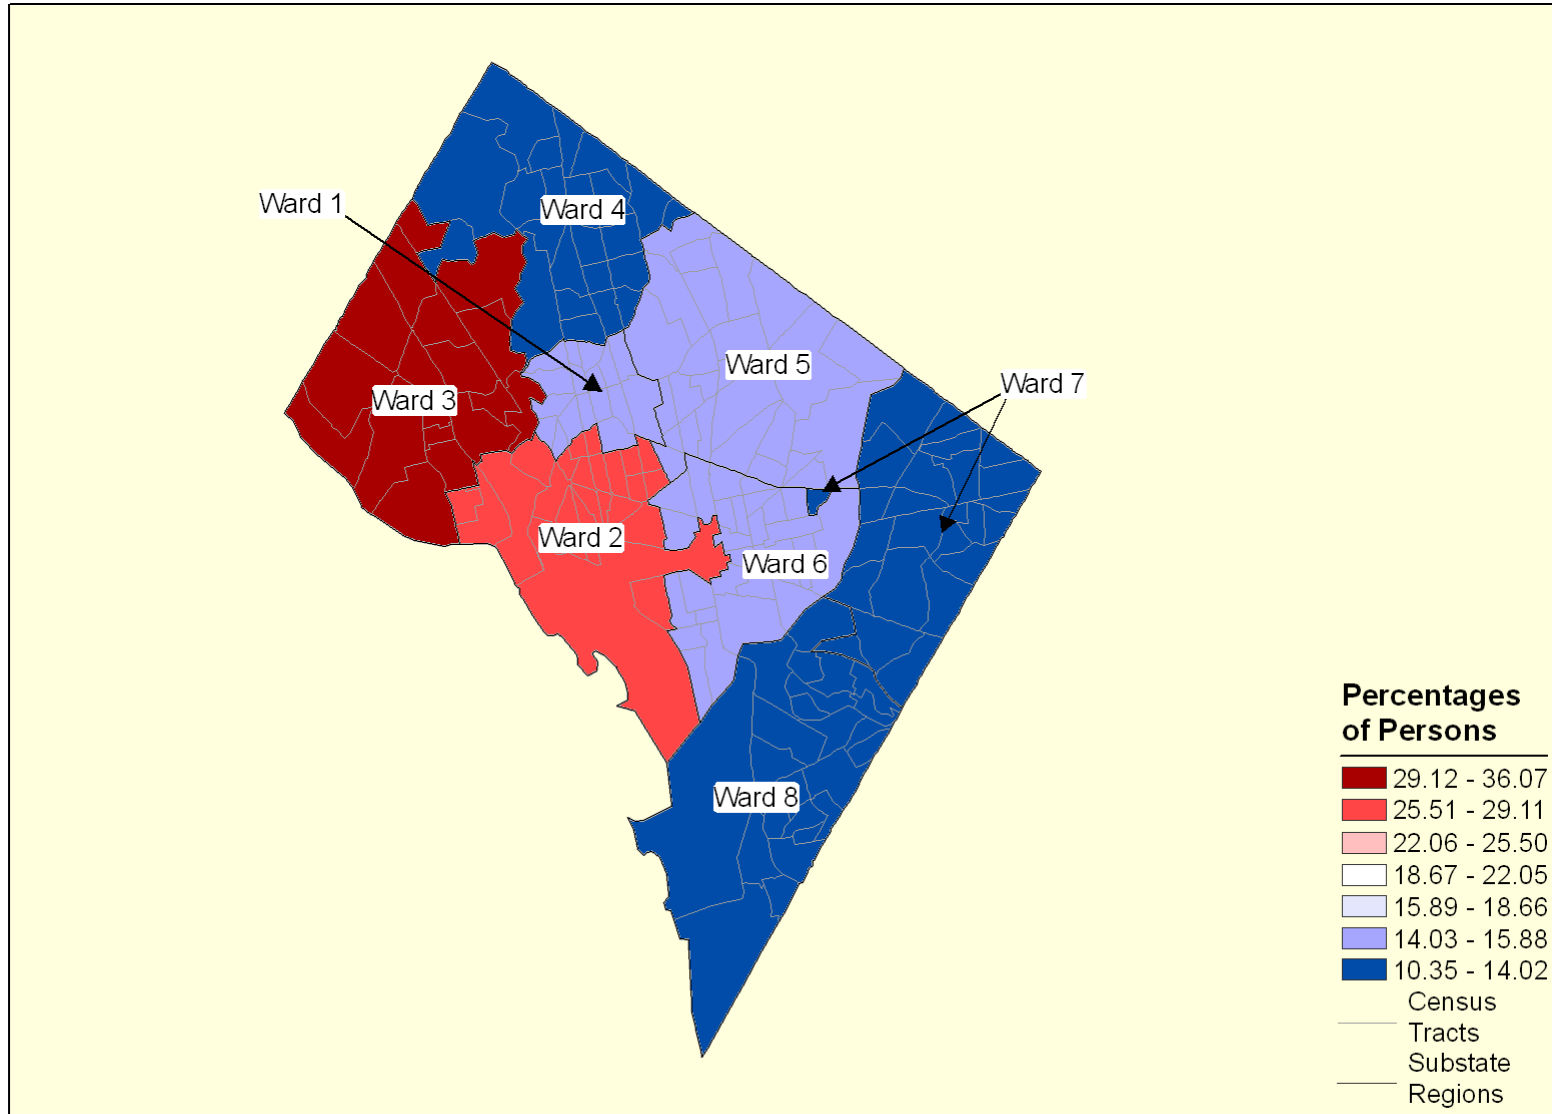 Ward 1
Ward 4
Ward 5
Ward 7
Ward 3
Ward 2
Ward 6
Ward 8
Percentages
of Persons
29.12 - 36.07
25.51 - 29.11
22.06 - 25.50
18.67 - 22.05
15.89 - 18.66
14.03 - 15.88
10.35 - 14.02
Census
Tracts
Substate
Regions